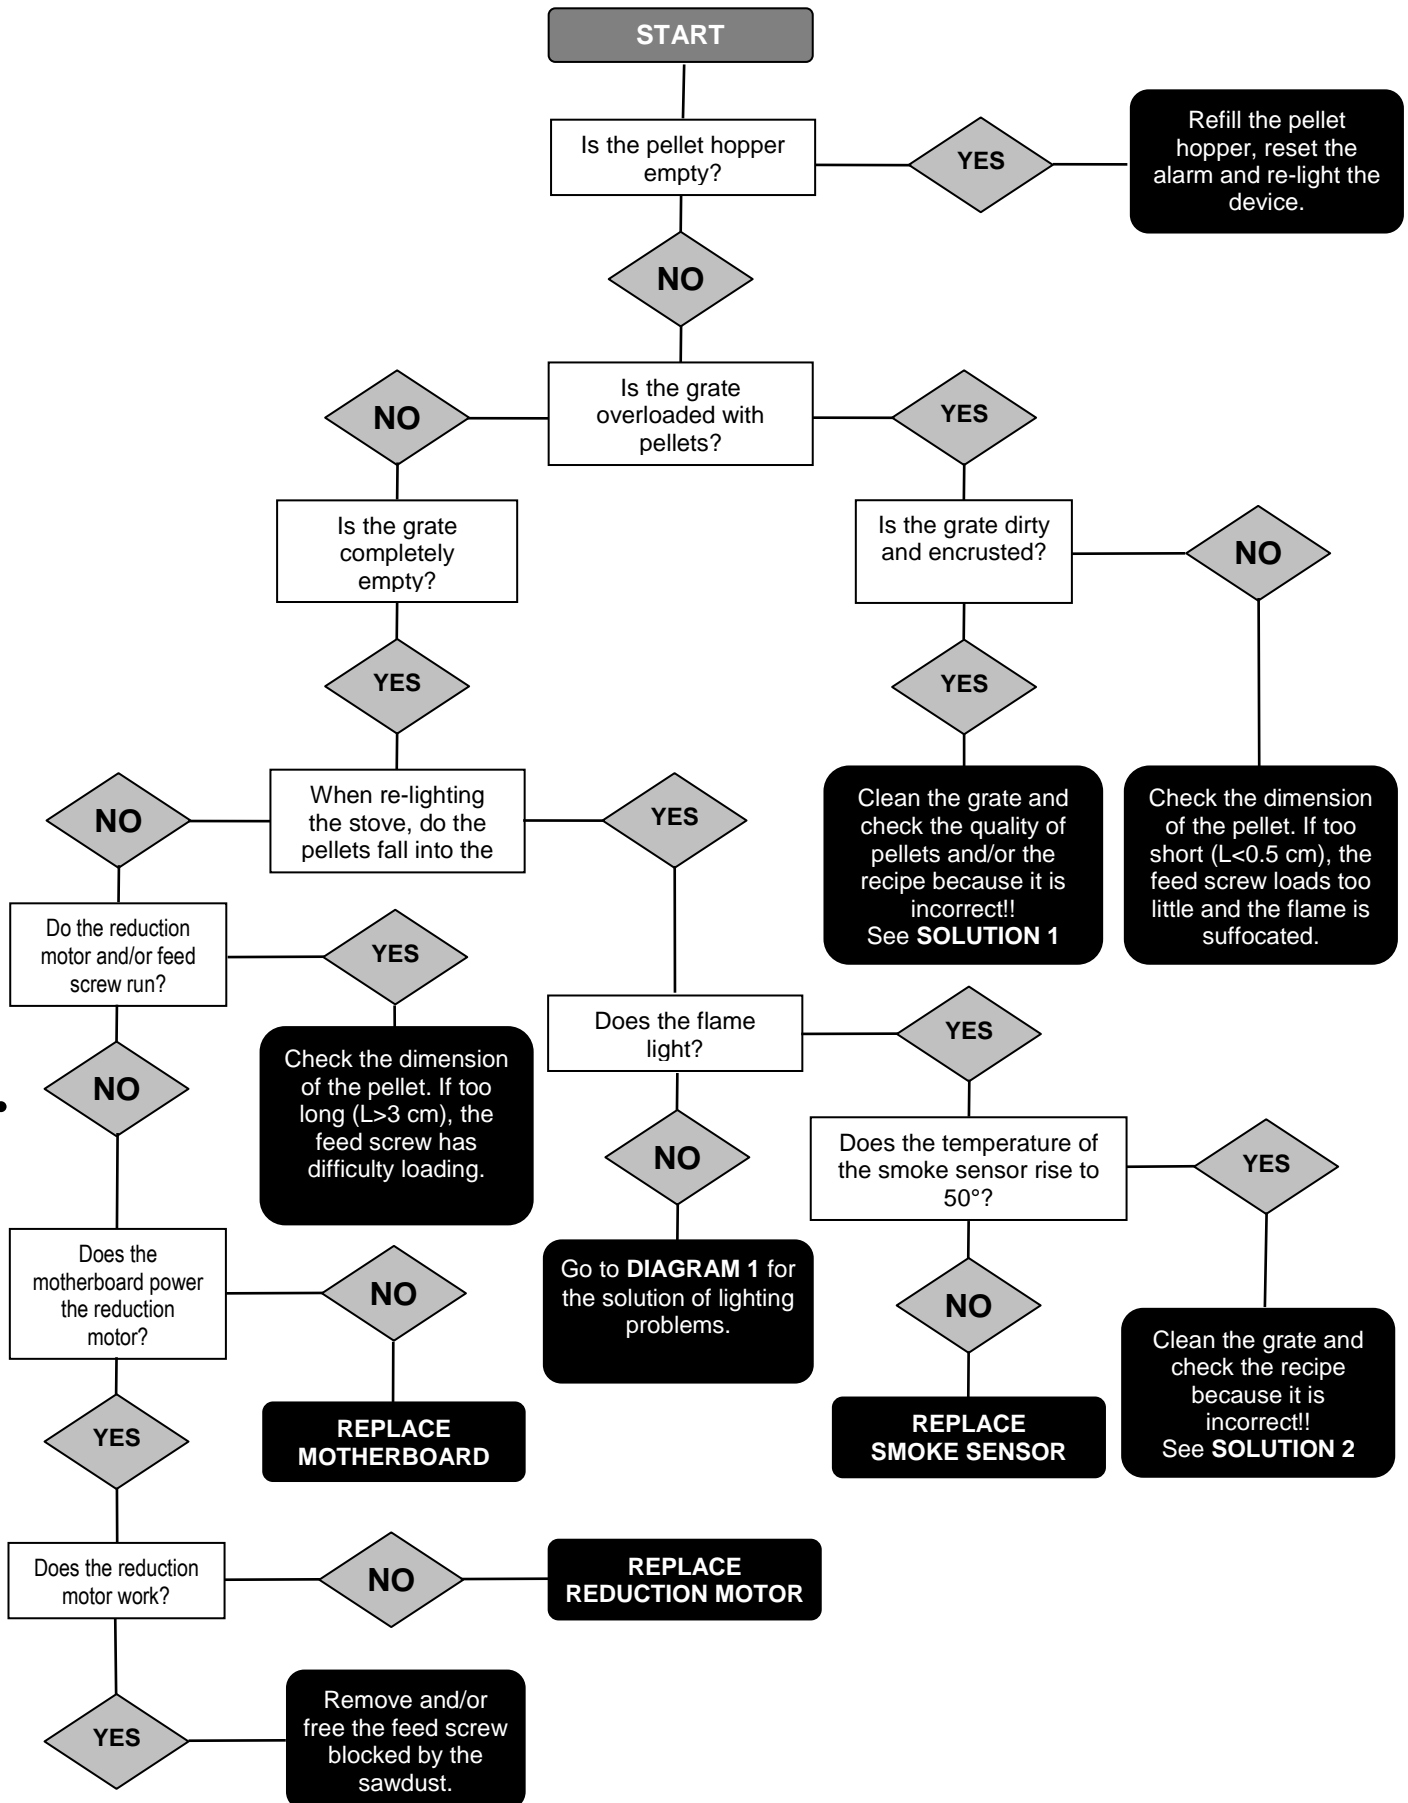 START
Is the pellet hopper
empty?
YES
Refill the pellet
hopper, reset the
alarm and re-light the
device.
NO
Is the grate
overloaded with
pellets?
NO
YES
Is the grate
completely
empty?
Is the grate dirty
and encrusted?
NO
YES
YES
When re-lighting
the stove, do the
pellets fall into the
NO
YES
Clean the grate and
check the quality of
pellets and/or the
recipe because it is
incorrect!!
See SOLUTION 1
Check the dimension
of the pellet. If too
short (L<0.5 cm), the
feed screw loads too
little and the flame is
suffocated.
Do the reduction
motor and/or feed
screw run?
YES
Does the flame
light?
YES
NO
Check the dimension
of the pellet. If too
long (L>3 cm), the
feed screw has
difficulty loading.
NO
Does the temperature of
the smoke sensor rise to
50°?
YES
Does the
motherboard power
the reduction
motor?
NO
Go to DIAGRAM 1 for
the solution of lighting
problems.
NO
Clean the grate and
check the recipe
because it is
incorrect!!
See SOLUTION 2
YES
REPLACE
MOTHERBOARD
REPLACE
SMOKE SENSOR
Does the reduction
motor work?
NO
REPLACE
REDUCTION MOTOR
YES
Remove and/or
free the feed screw
blocked by the
sawdust.